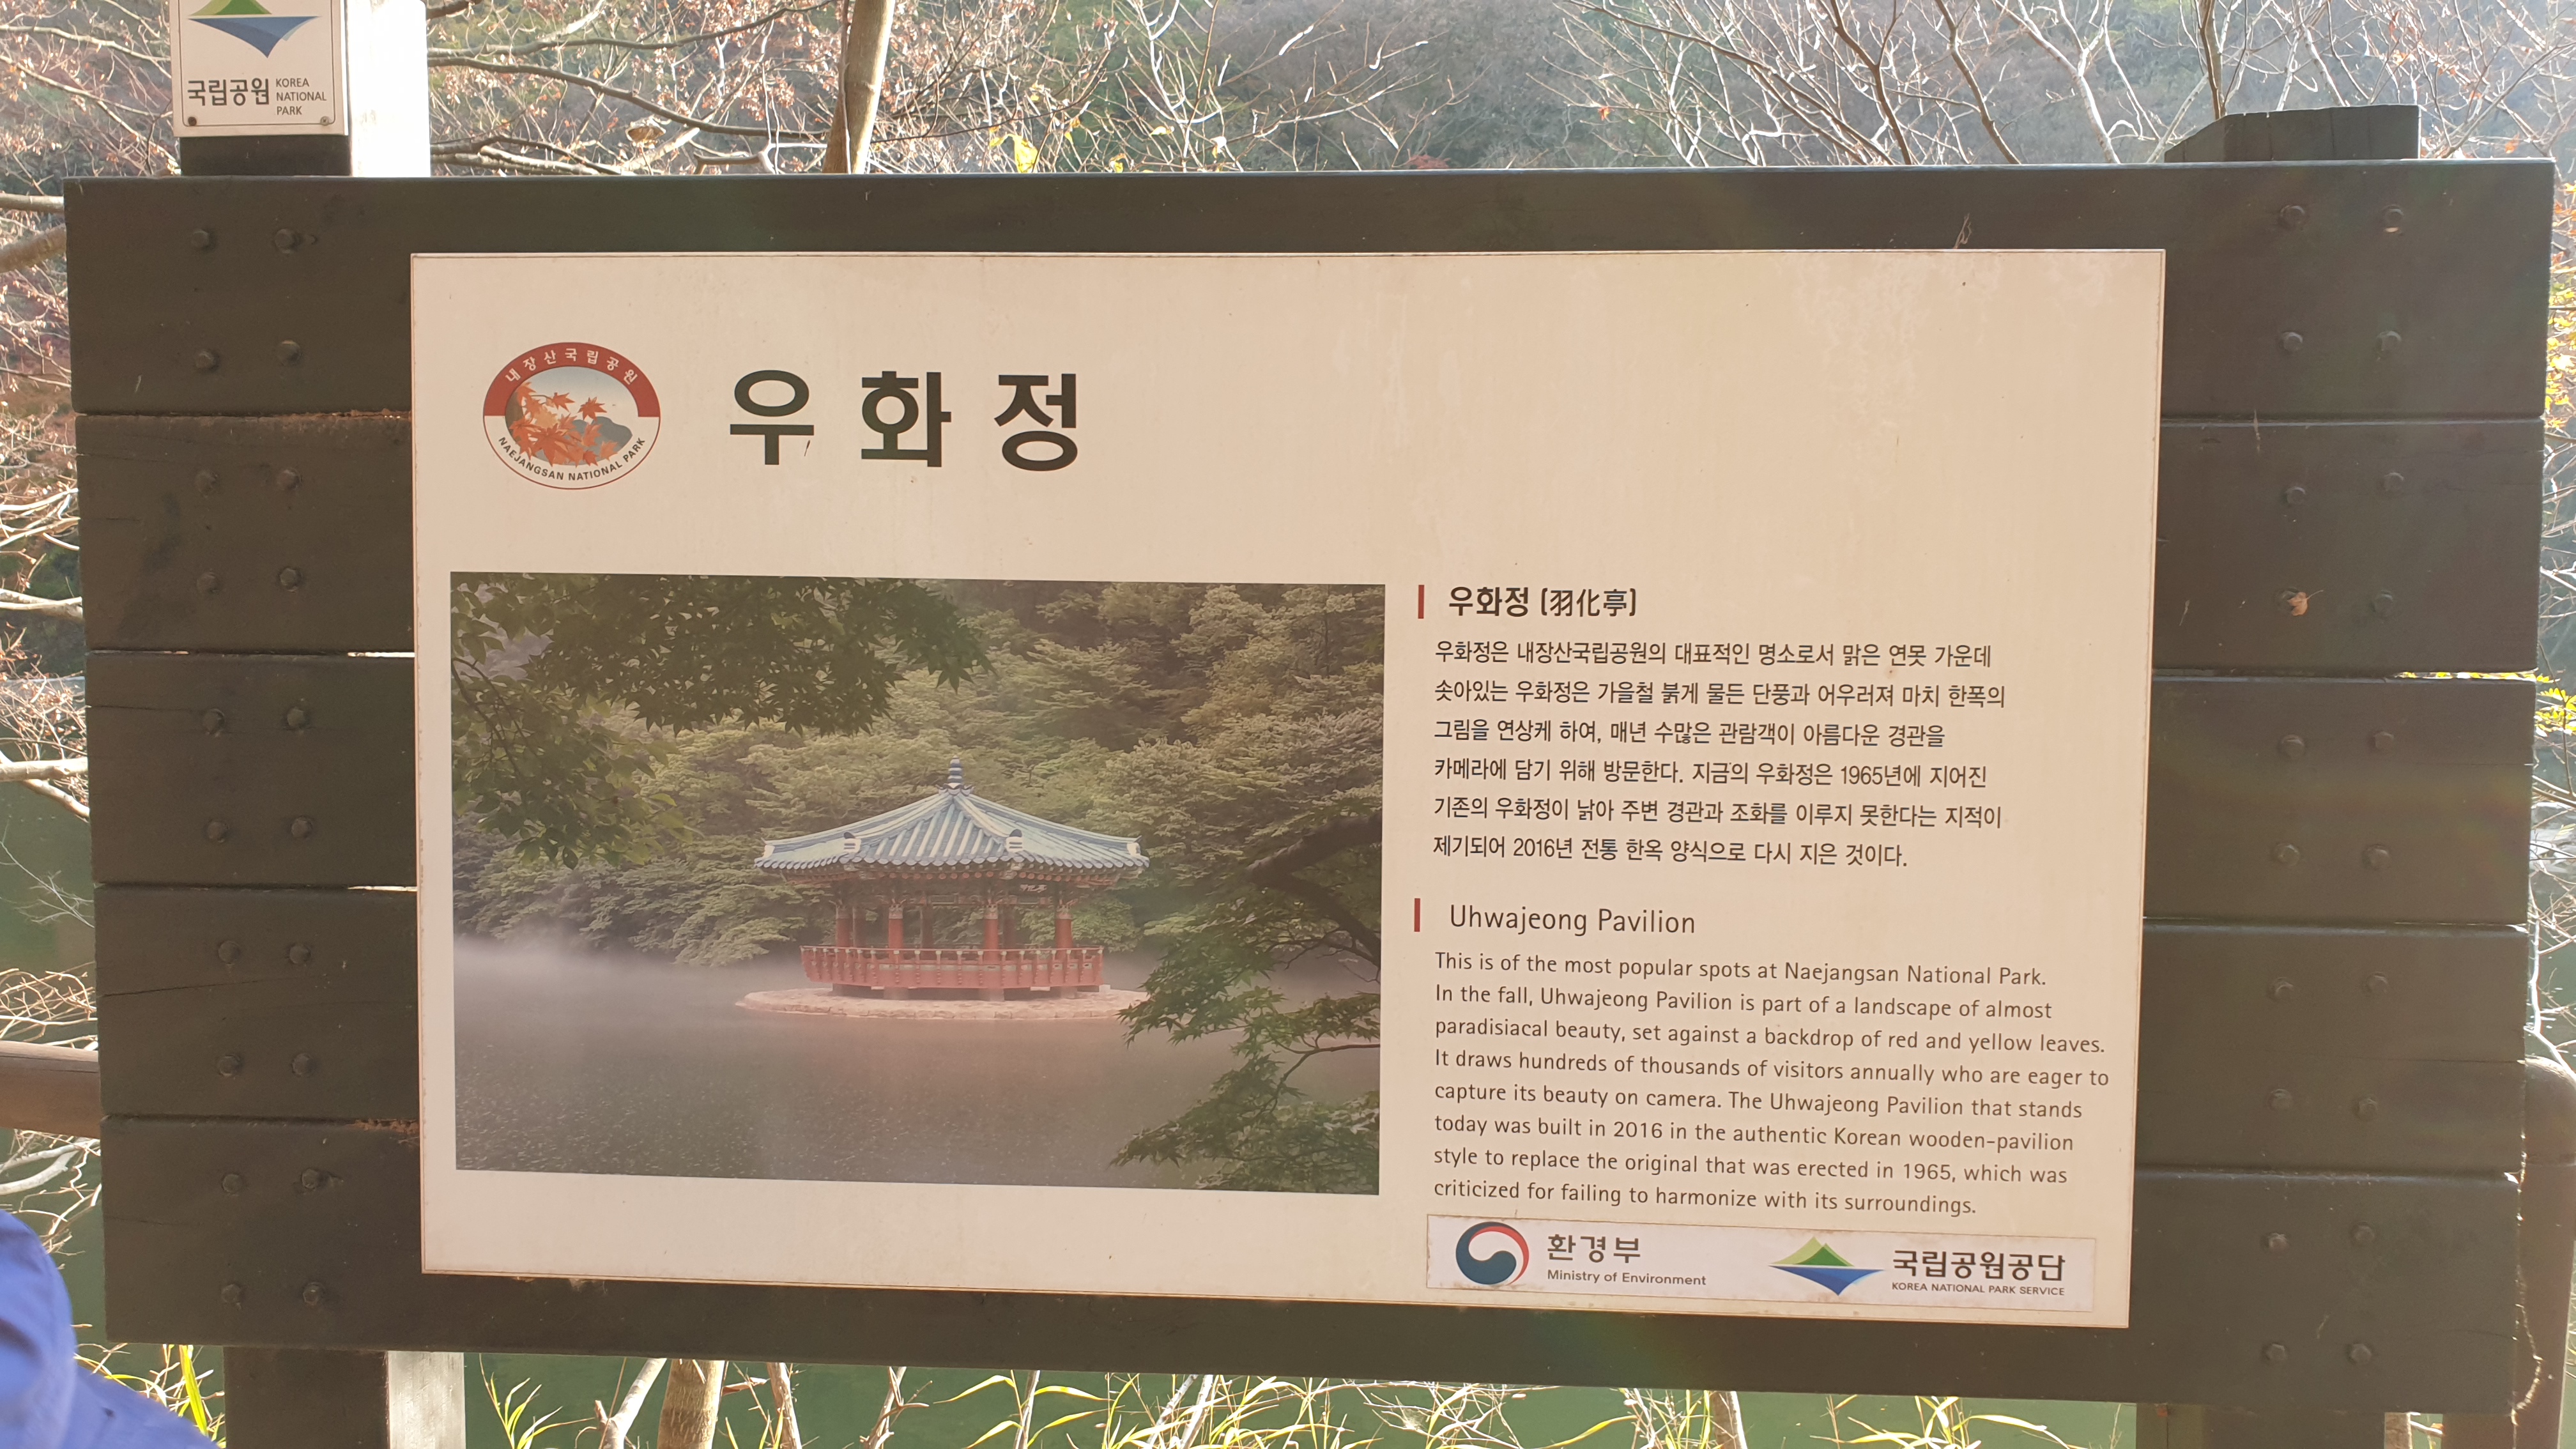 국립공원
KOREA
NATIONAL
PARK
내장산국립공원
NAEJANGSAN NATIONAL PARK
우화정
우화정 (羽化亭)
우화정은 내장산국립공원의 대표적인 명소로서 맑은 연못 가운데
솟아있는 우화정은 가을철 붉게 물든 단풍과 어우러져 마치 한폭의
그림을 연상케 하여, 매년 수많은 관람객이 아름다운 경관을
카메라에 담기 위해 방문한다. 지금의 우화정은 1965년에 지어진
기존의 우화정이 낡아 주변 경관과 조화를 이루지 못한다는 지적이
제기되어 2016년 전통 한옥 양식으로 다시 지은 것이다.
Uhwajeong Pavilion
This is of the most popular spots at Naejangsan National Park.
In the fall, Uhwajeong Pavilion is part of a landscape of almost
paradisiacal beauty, set against a backdrop of red and yellow leaves.
It draws hundreds of thousands of visitors annually who are eager to
capture its beauty on camera. The Uhwajeong Pavilion that stands
today was built in 2016 in the authentic Korean wooden-pavilion
style to replace the original that was erected in 1965, which was
criticized for failing to harmonize with its surroundings.
환경부
Ministry of Environment
국립공원공단
KOREA NATIONAL PARK SERVICE